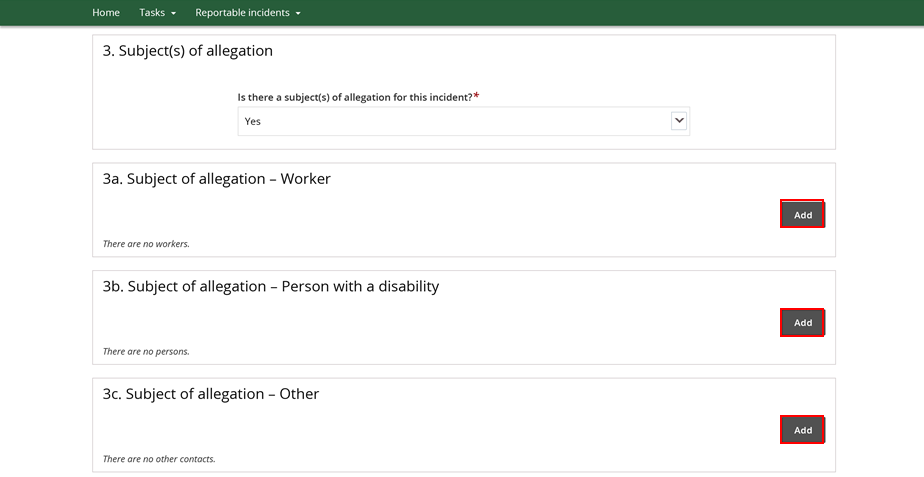 Home Tasks Reportable incidents
3. Subject(s) of allegation
Is there a subject(s) of allegation for this incident?*
Yes
3a. Subject of allegation – Worker
Add
There are no workers.
3b. Subject of allegation – Person with a disability
Add
There are no persons.
3c. Subject of allegation – Other
Add
There are no other contacts.